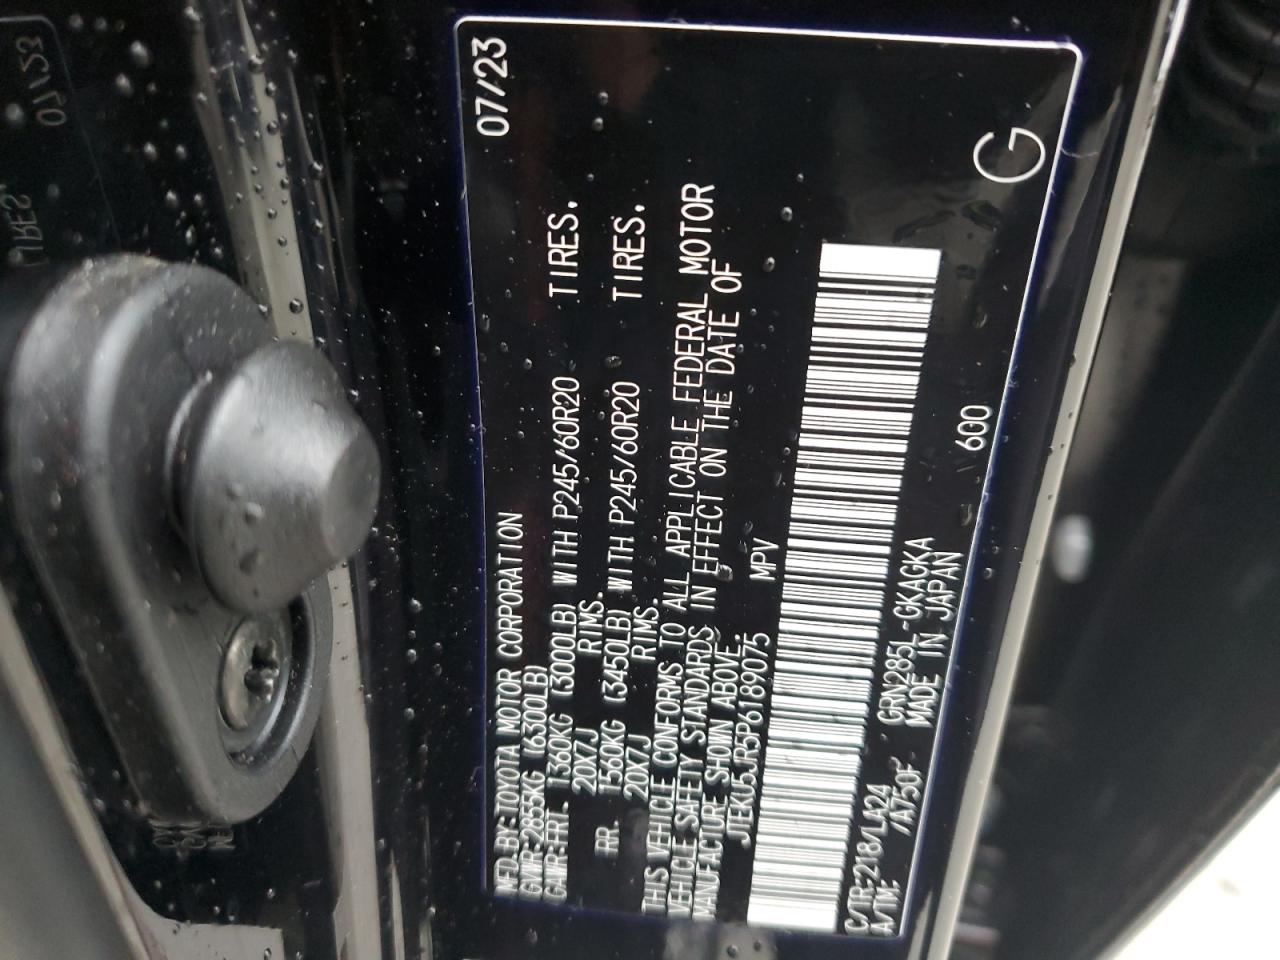 MFD. BY: TOYOTA MOTOR CORPORATION 07/23
GVWR: 2855KG (6300LB)
GAWR: FRT. 1360KG (3000LB) WITH P245/60R20 TIRES.
20X7J RIMS.
RR. 1560KG (3450LB) WITH P245/60R20 TIRES.
20X7J RIMS.
THIS VEHICLE CONFORMS TO ALL APPLICABLE FEDERAL MOTOR
VEHICLE SAFETY STANDARDS IN EFFECT ON THE DATE OF
MANUFACTURE SHOWN ABOVE.
JTEKU5JR5P6189075 MPV
C/TR: 218/LA24 GRN285L-GKAGKA 600
A/TM: /A750F MADE IN JAPAN
G